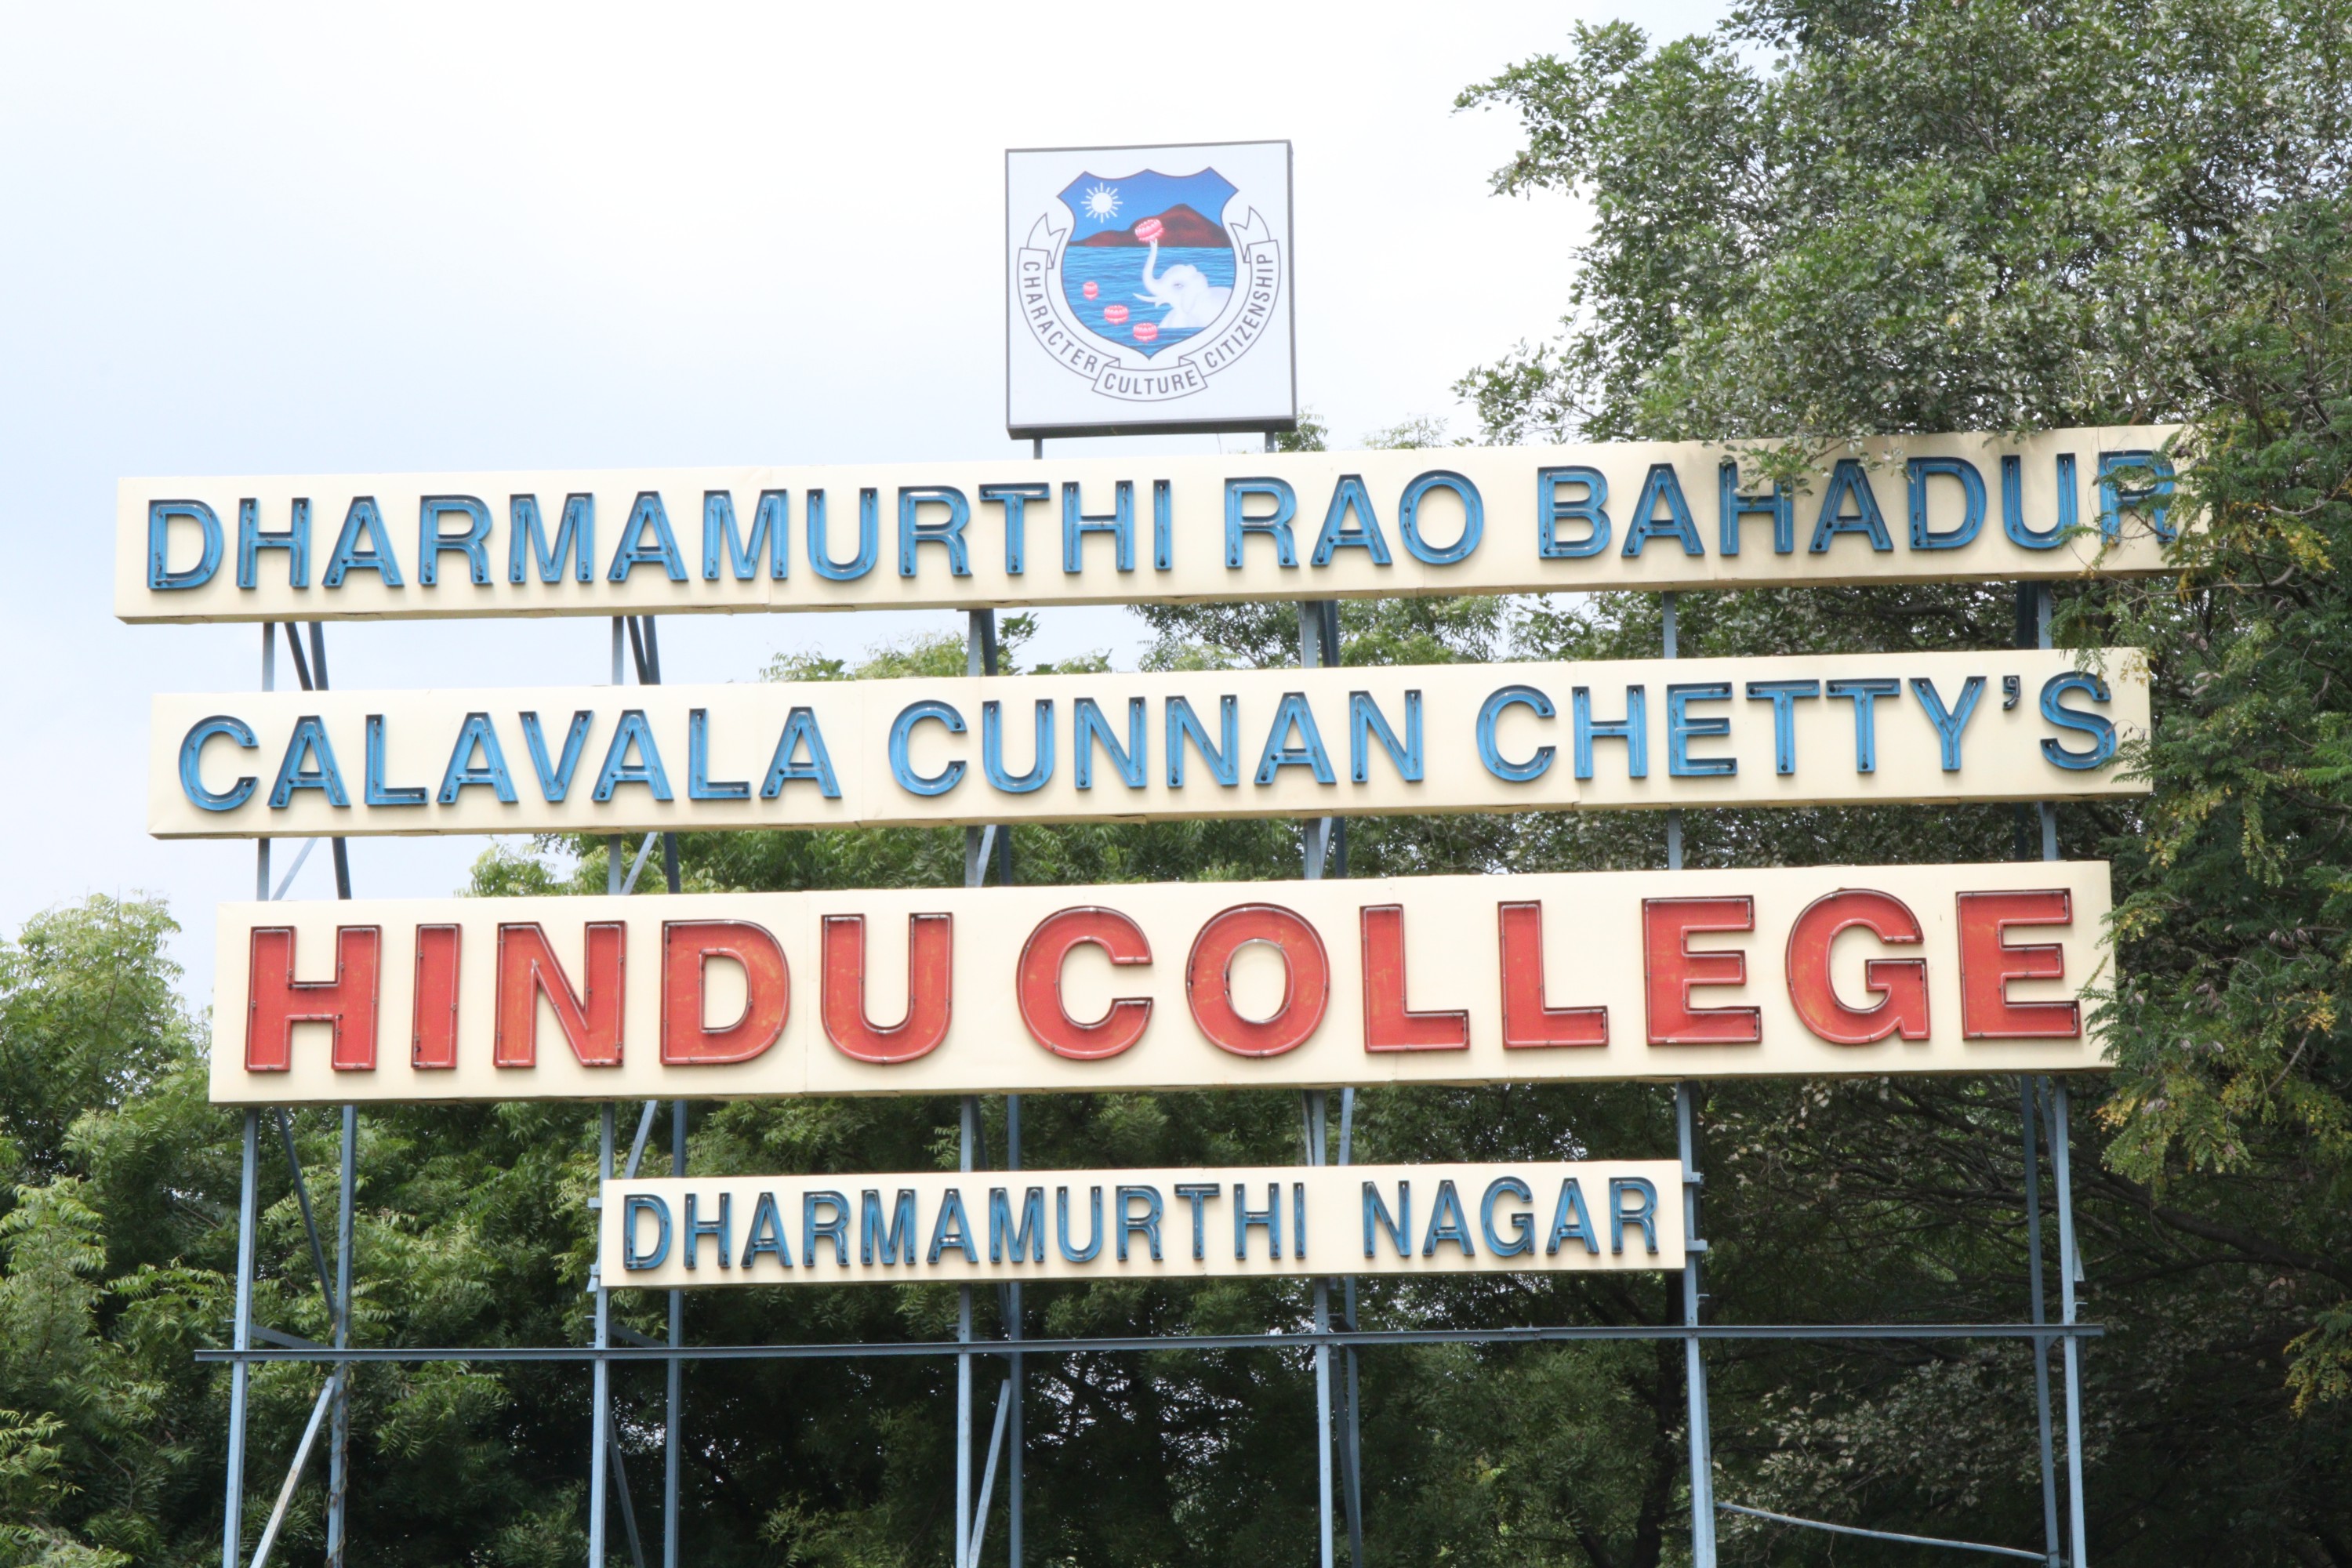 CHARACTER CULTURE CITIZENSHIP
DHARMAMURTHI RAO BAHADUR
CALAVALA CUNNAN CHETTY'S
HINDU COLLEGE
DHARMAMURTHI NAGAR